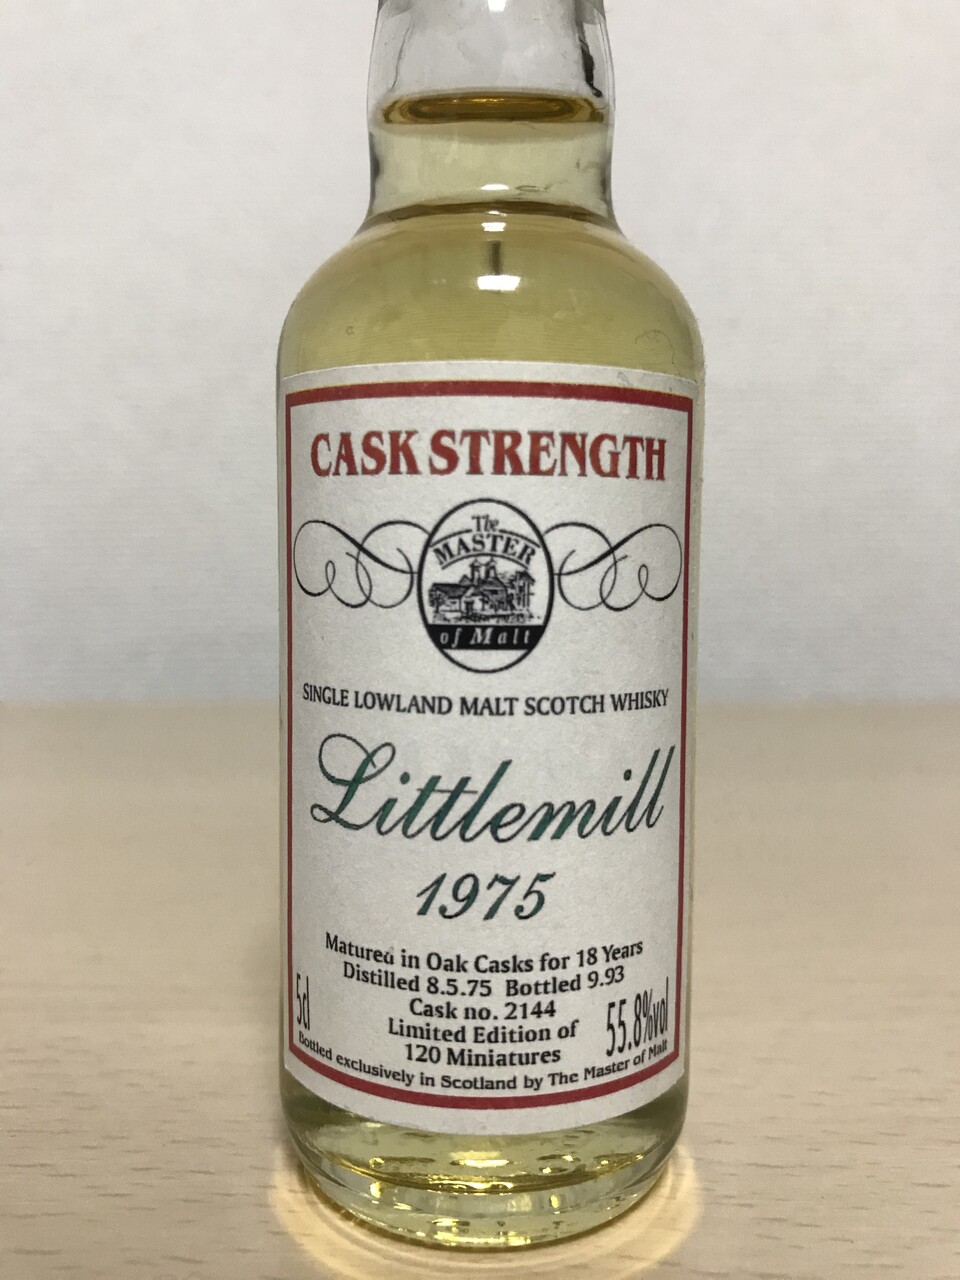 CASK STRENGTH
The
MASTER
of Malt
SINGLE LOWLAND MALT SCOTCH WHISKY
Littlemill
1975
Matured in Oak Casks for 18 Years
Distilled 8.5.75 Bottled 9.93
Cask no. 2144
Limited Edition of
120 Miniatures
5cl
55.8%vol
Bottled exclusively in Scotland by The Master of Malt